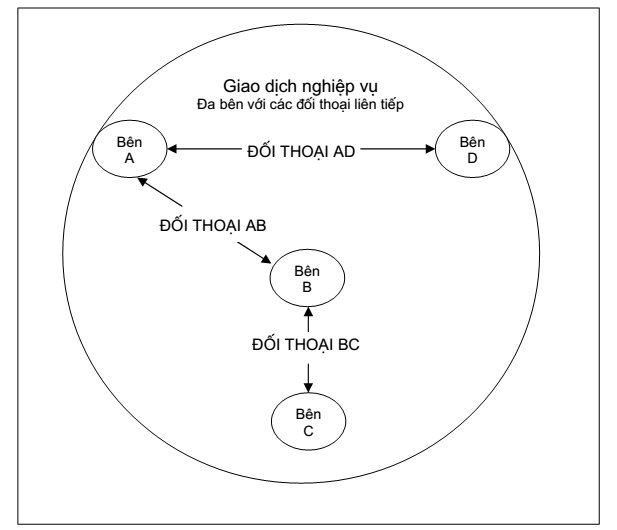 Giao dịch nghiệp vụ
Đa bên với các đối thoại liên tiếp
Bên
A
ĐỐI THOẠI AD
Bên
D
ĐỐI THOẠI AB
Bên
B
ĐỐI THOẠI BC
Bên
C